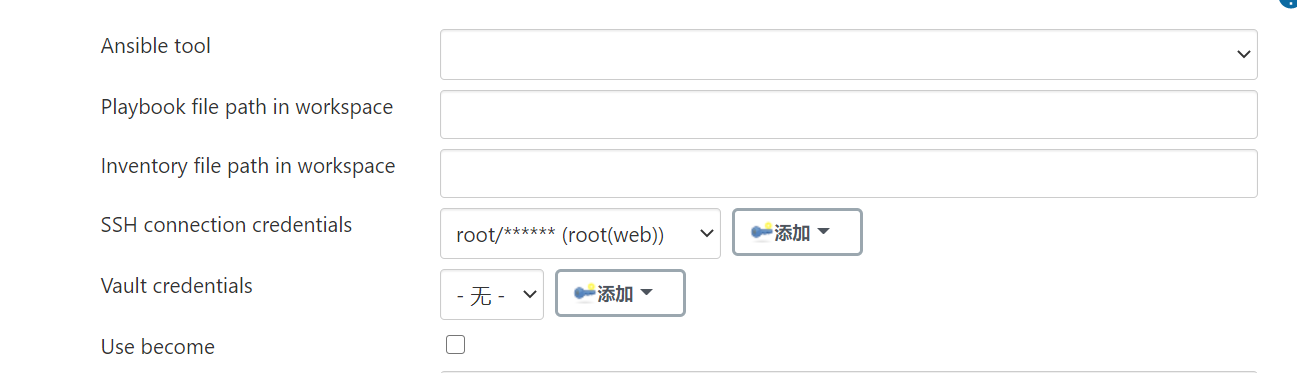 Ansible tool
Playbook file path in workspace
Inventory file path in workspace
SSH connection credentials
root/****** (root(web))
添加
Vault credentials
- 无 -
添加
Use become